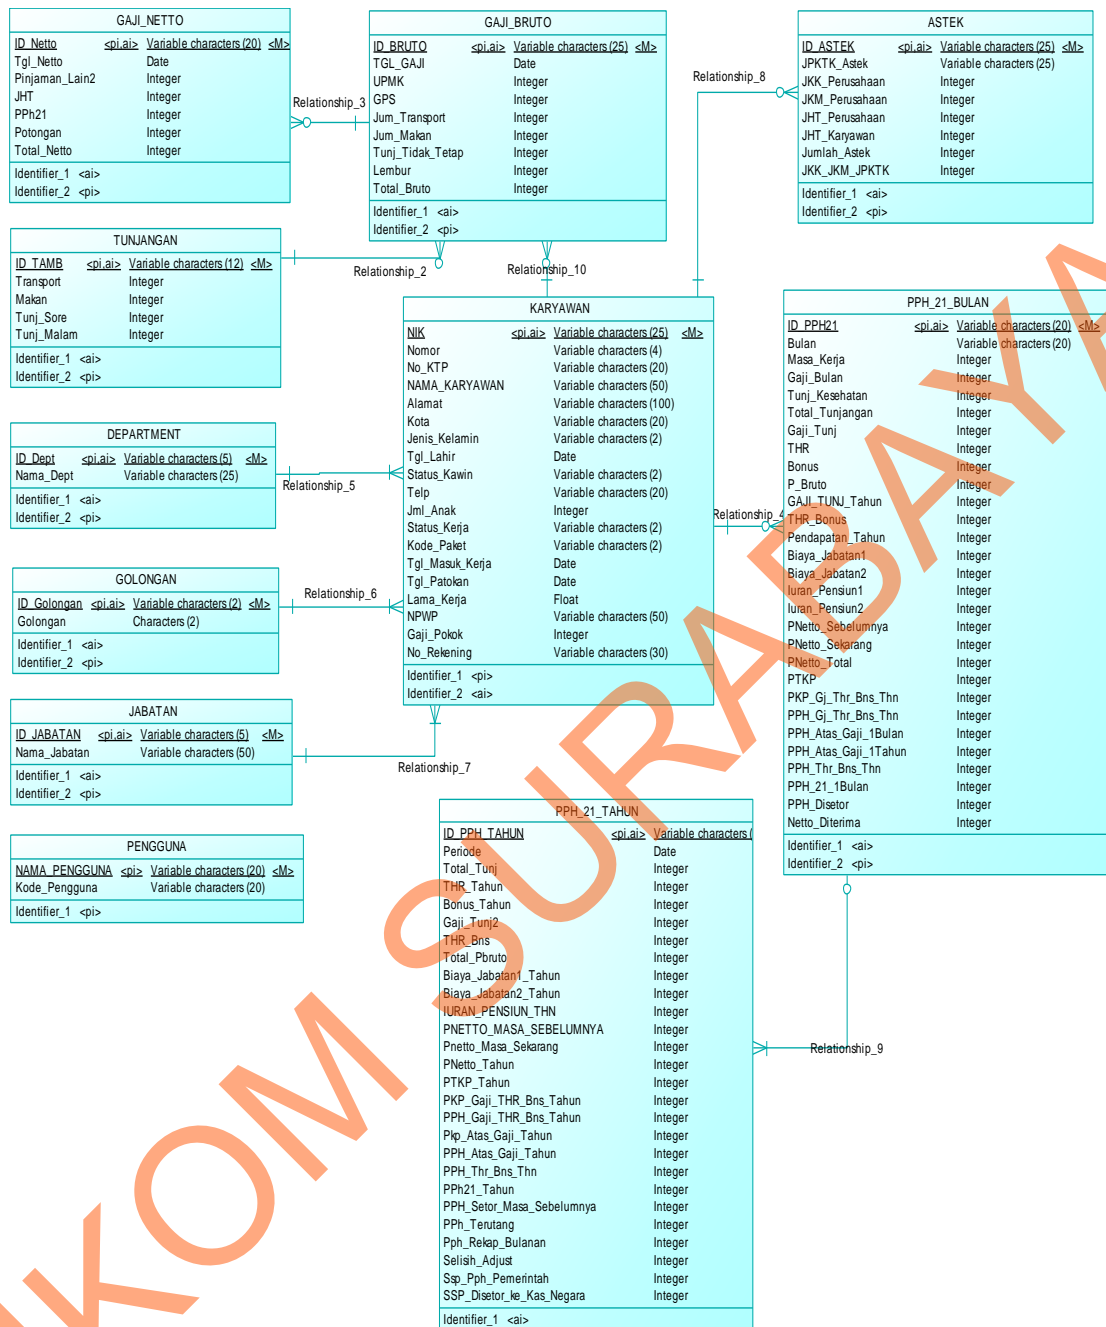 GAJI_NETTO
ID_Netto <pi,ai> Variable characters (20) <M>
Tgl_Netto Date
Pinjaman_Lain2 Integer
JHT Integer
PPh21 Integer
Potongan Integer
Total_Netto Integer
Identifier_1 <ai>
Identifier_2 <pi>
Relationship_3
GAJI_BRUTO
ID_BRUTO <pi,ai> Variable characters (25) <M>
TGL_GAJI Date
UPMK Integer
GPS Integer
Jum_Transport Integer
Jum_Makan Integer
Tunj_Tidak_Tetap Integer
Lembur Integer
Total_Bruto Integer
Identifier_1 <ai>
Identifier_2 <pi>
Relationship_8
ASTEK
ID_ASTEK <pi,ai> Variable characters (25) <M>
JPKTK_Astek Variable characters (25)
JKK_Perusahaan Integer
JKM_Perusahaan Integer
JHT_Perusahaan Integer
JHT_Karyawan Integer
Jumlah_Astek Integer
JKK_JKM_JPKTK Integer
Identifier_1 <ai>
Identifier_2 <pi>
TUNJANGAN
ID_TAMB <pi,ai> Variable characters (12) <M>
Transport Integer
Makan Integer
Tunj_Sore Integer
Tunj_Malam Integer
Identifier_1 <ai>
Identifier_2 <pi>
Relationship_2
Relationship_10
KARYAWAN
NIK <pi,ai> Variable characters (25) <M>
Nomor Variable characters (4)
No_KTP Variable characters (20)
NAMA_KARYAWAN Variable characters (50)
Alamat Variable characters (100)
Kota Variable characters (20)
Jenis_Kelamin Variable characters (2)
Tgl_Lahir Date
Status_Kawin Variable characters (2)
Telp Variable characters (20)
Jml_Anak Integer
Status_Kerja Variable characters (2)
Kode_Paket Variable characters (2)
Tgl_Masuk_Kerja Date
Tgl_Patokan Date
Lama_Kerja Float
NPWP Variable characters (50)
Gaji_Pokok Integer
No_Rekening Variable characters (30)
Identifier_1 <pi>
Identifier_2 <ai>
PPH_21_BULAN
ID_PPH21 <pi,ai> Variable characters (20) <M>
Bulan Variable characters (20)
Masa_Kerja Integer
Gaji_Bulan Integer
Tunj_Kesehatan Integer
Total_Tunjangan Integer
Gaji_Tunj Integer
THR Integer
Bonus Integer
P_Bruto Integer
GAJI_TUNJ_Tahun Integer
THR_Bonus Integer
Pendapatan_Tahun Integer
Biaya_Jabatan1 Integer
Biaya_Jabatan2 Integer
Iuran_Pensiun1 Integer
Iuran_Pensiun2 Integer
PNetto_Sebelumnya Integer
PNetto_Sekarang Integer
PNetto_Total Integer
PTKP Integer
PKP_Gj_Thr_Bns_Thn Integer
PPH_Gj_Thr_Bns_Thn Integer
PPH_Atas_Gaji_1Bulan Integer
PPH_Atas_Gaji_1Tahun Integer
PPH_Thr_Bns_Thn Integer
PPH_21_1Bulan Integer
PPH_Disetor Integer
Netto_Diterima Integer
Identifier_1 <ai>
Identifier_2 <pi>
Relationship_4
DEPARTMENT
ID_Dept <pi,ai> Variable characters (5) <M>
Nama_Dept Variable characters (25)
Identifier_1 <ai>
Identifier_2 <pi>
Relationship_5
GOLONGAN
ID_Golongan <pi,ai> Variable characters (2) <M>
Golongan Characters (2)
Identifier_1 <ai>
Identifier_2 <pi>
Relationship_6
JABATAN
ID_JABATAN <pi,ai> Variable characters (5) <M>
Nama_Jabatan Variable characters (50)
Identifier_1 <ai>
Identifier_2 <pi>
Relationship_7
PENGGUNA
NAMA_PENGGUNA <pi> Variable characters (20) <M>
Kode_Pengguna Variable characters (20)
Identifier_1 <pi>
PPH_21_TAHUN
ID_PPH_TAHUN <pi,ai> Variable characters (
Periode Date
Total_Tunj Integer
THR_Tahun Integer
Bonus_Tahun Integer
Gaji_Tunj2 Integer
THR_Bns Integer
Total_Pbruto Integer
Biaya_Jabatan1_Tahun Integer
Biaya_Jabatan2_Tahun Integer
IURAN_PENSIUN_THN Integer
PNETTO_MASA_SEBELUMNYA Integer
Pnetto_Masa_Sekarang Integer
PNetto_Tahun Integer
PTKP_Tahun Integer
PKP_Gaji_THR_Bns_Tahun Integer
PPH_Gaji_THR_Bns_Tahun Integer
Pkp_Atas_Gaji_Tahun Integer
PPH_Atas_Gaji_Tahun Integer
PPH_Thr_Bns_Thn Integer
PPh21_Tahun Integer
PPH_Setor_Masa_Sebelumnya Integer
PPh_Terutang Integer
Pph_Rekap_Bulanan Integer
Selisih_Adjust Integer
Ssp_Pph_Pemerintah Integer
SSP_Disetor_ke_Kas_Negara Integer
Identifier_1 <ai>
Relationship_9
IKOM SURABAYA